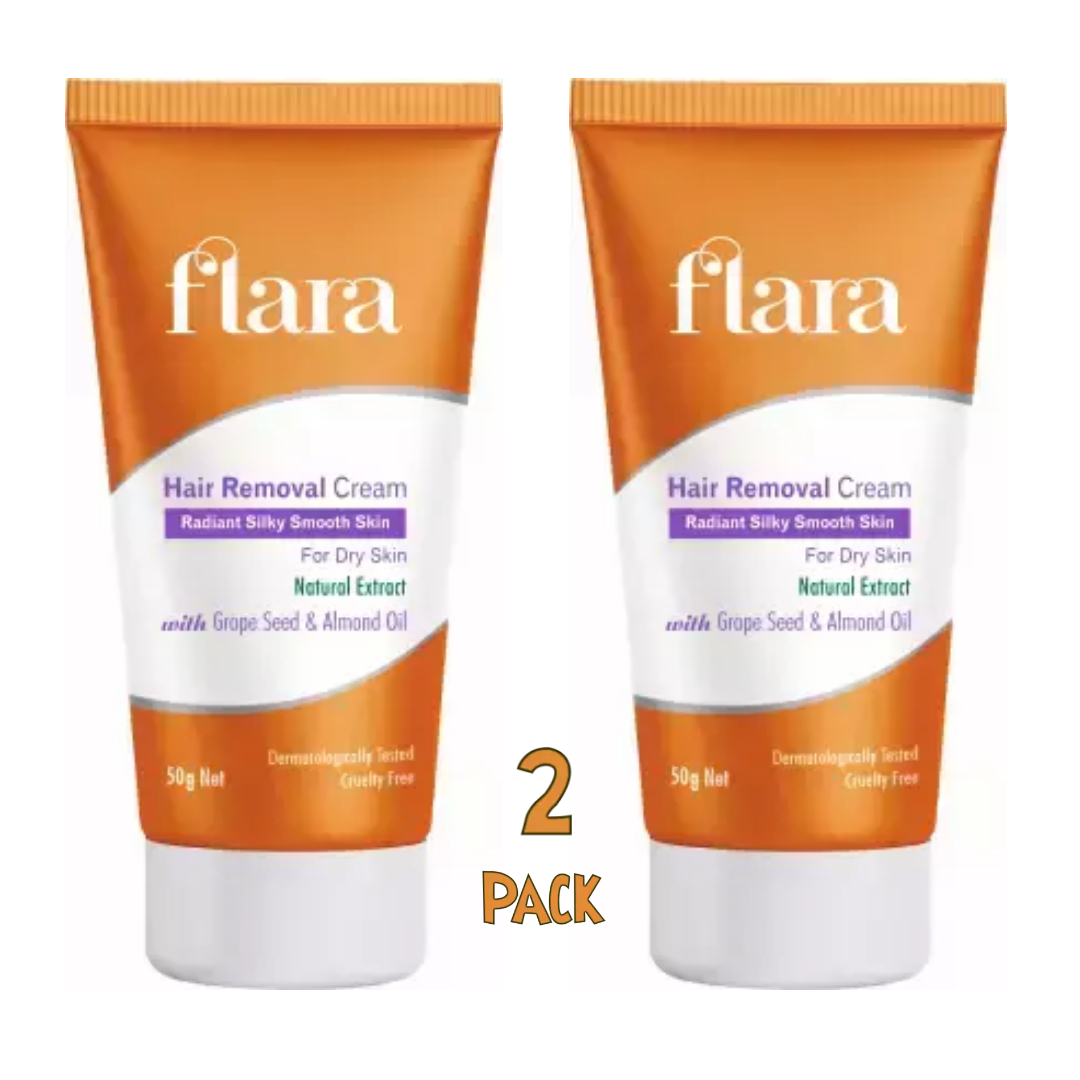 flara
Hair Removal Cream
Radiant Silky Smooth Skin
For Dry Skin
Natural Extract
with Grape Seed & Almond Oil
50g Net
Dermatologically Tested
Cruelty Free
flara
Hair Removal Cream
Radiant Silky Smooth Skin
For Dry Skin
Natural Extract
with Grape Seed & Almond Oil
50g Net
Dermatologically Tested
Cruelty Free
2
PACK